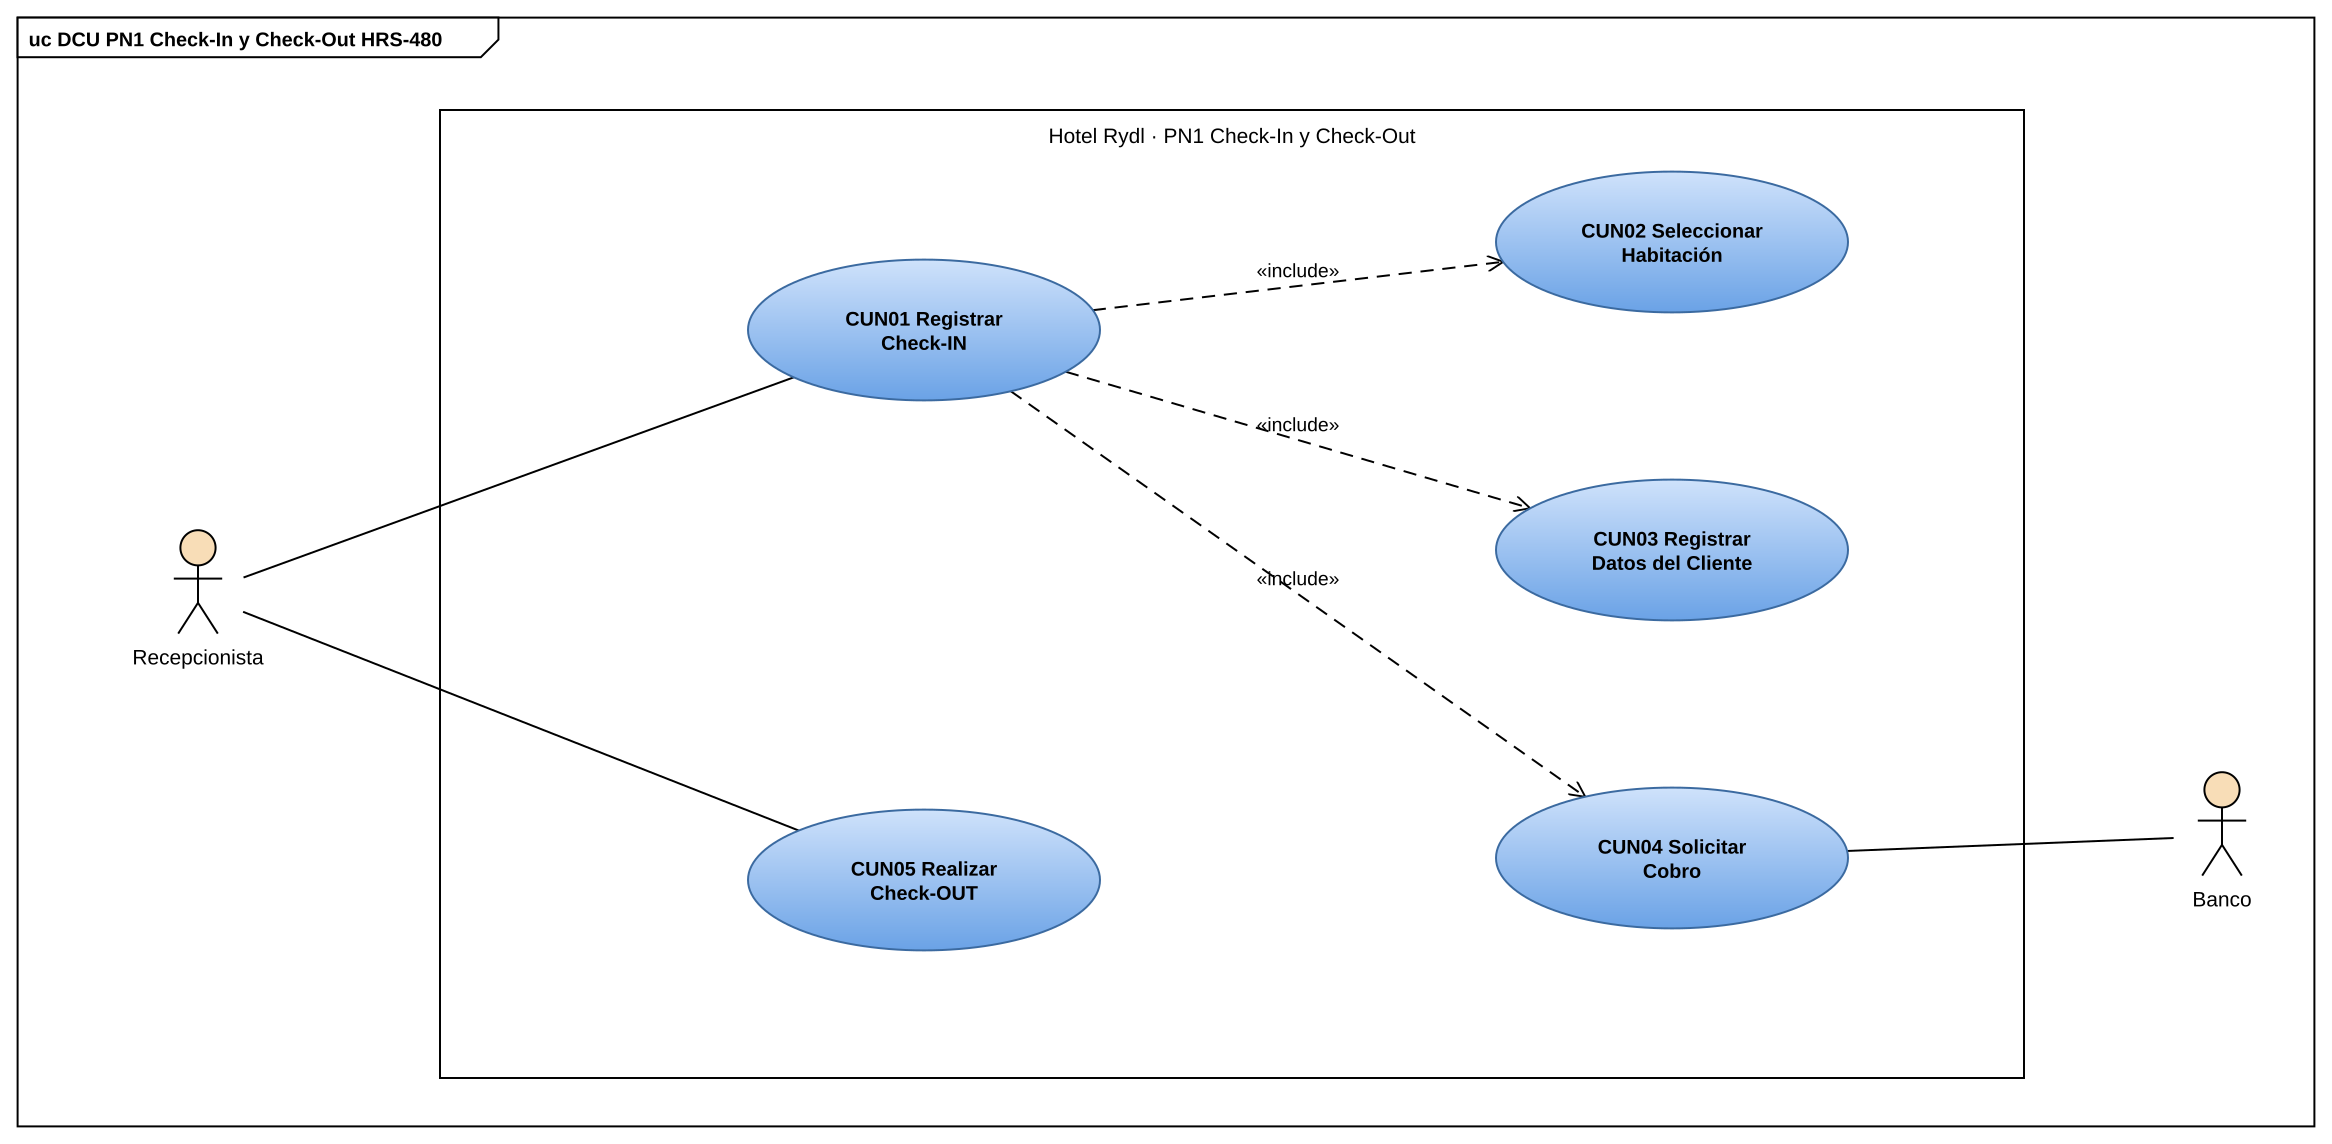 uc DCU PN1 Check-In y Check-Out HRS-480
Hotel Rydl · PN1 Check-In y Check-Out
CUN02 Seleccionar
Habitación
«include»
CUN01 Registrar
Check-IN
«include»
CUN03 Registrar
Datos del Cliente
«include»
Recepcionista
CUN04 Solicitar
Cobro
CUN05 Realizar
Check-OUT
Banco